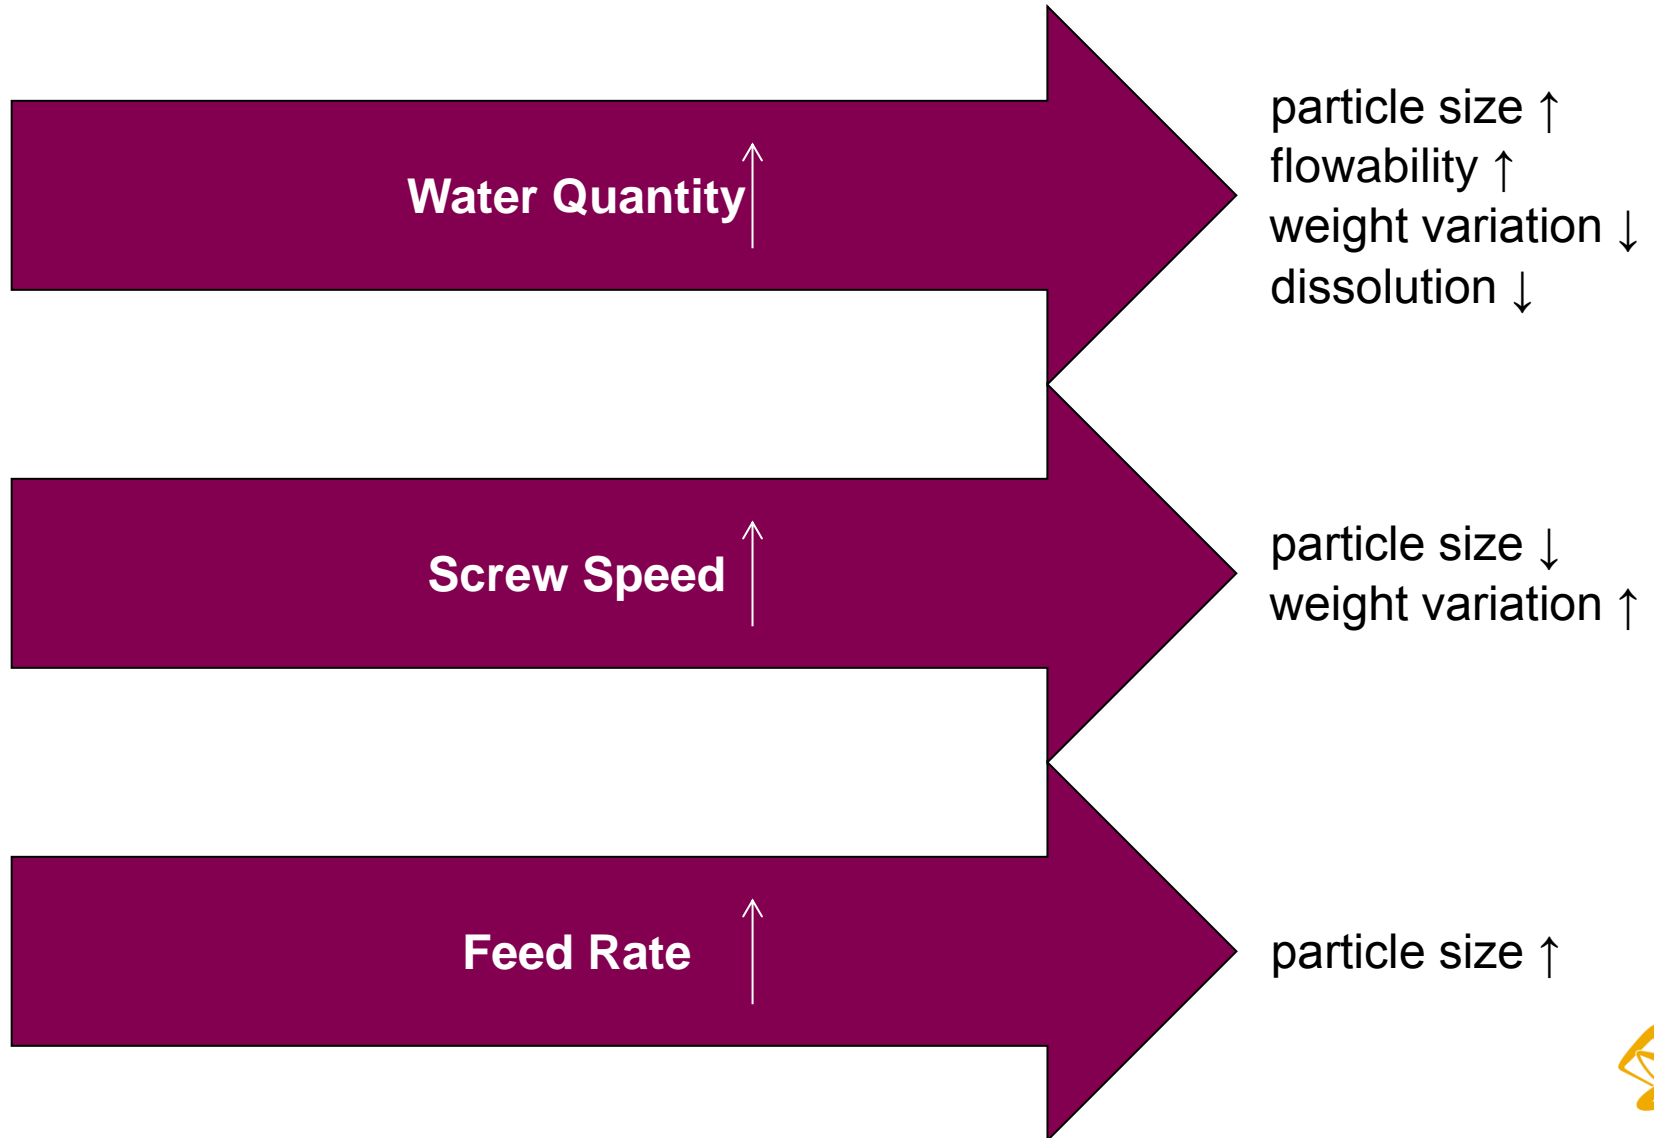 Water Quantity ↑
particle size ↑
flowability ↑
weight variation ↓
dissolution ↓
Screw Speed ↑
particle size ↓
weight variation ↑
Feed Rate ↑
particle size ↑